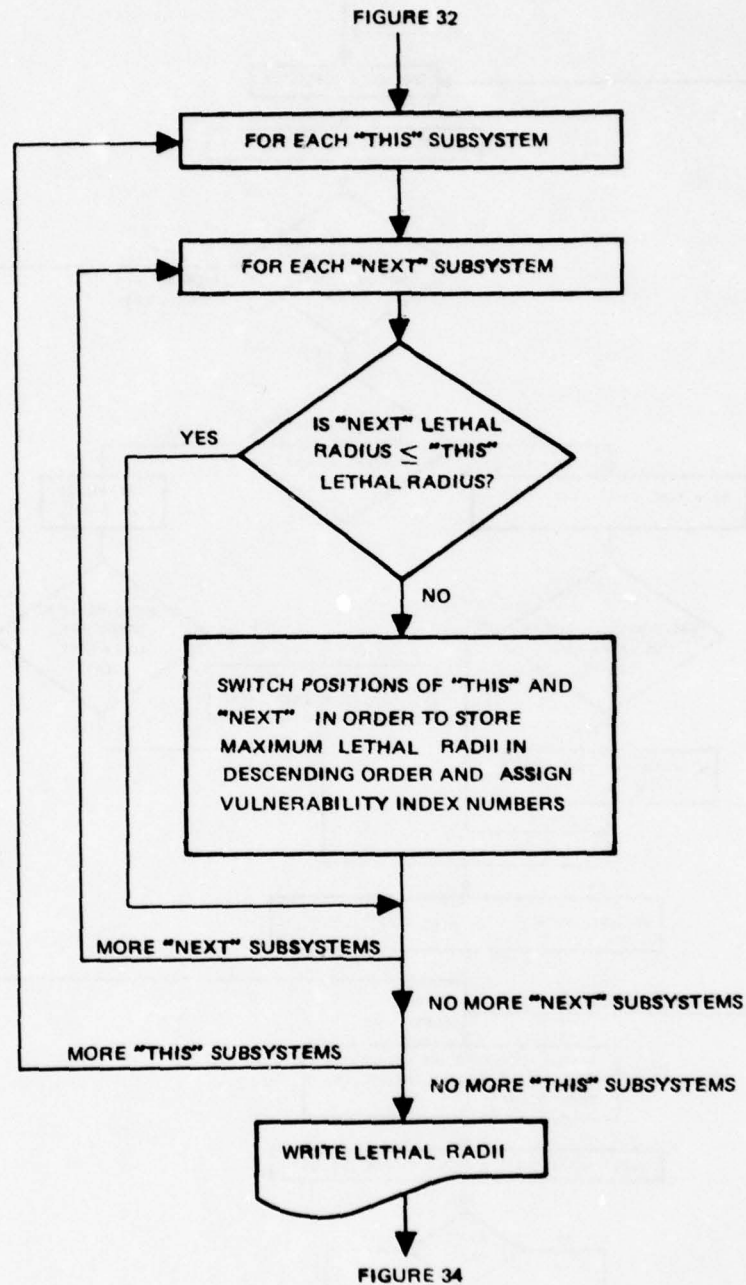 FIGURE 32
FOR EACH "THIS" SUBSYSTEM
FOR EACH "NEXT" SUBSYSTEM
IS "NEXT" LETHAL
RADIUS ≤ "THIS"
LETHAL RADIUS?
YES
NO
SWITCH POSITIONS OF "THIS" AND
"NEXT" IN ORDER TO STORE
MAXIMUM LETHAL RADII IN
DESCENDING ORDER AND ASSIGN
VULNERABILITY INDEX NUMBERS
MORE "NEXT" SUBSYSTEMS
NO MORE "NEXT" SUBSYSTEMS
MORE "THIS" SUBSYSTEMS
NO MORE "THIS" SUBSYSTEMS
WRITE LETHAL RADII
FIGURE 34